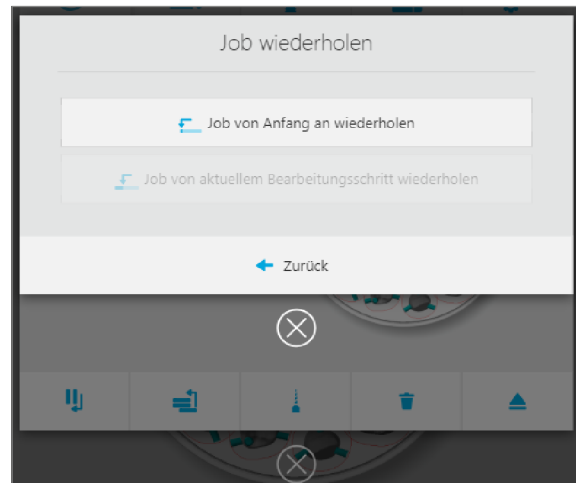 Job wiederholen
Job von Anfang an wiederholen
Job von aktuellem Bearbeitungsschritt wiederholen
Zurück